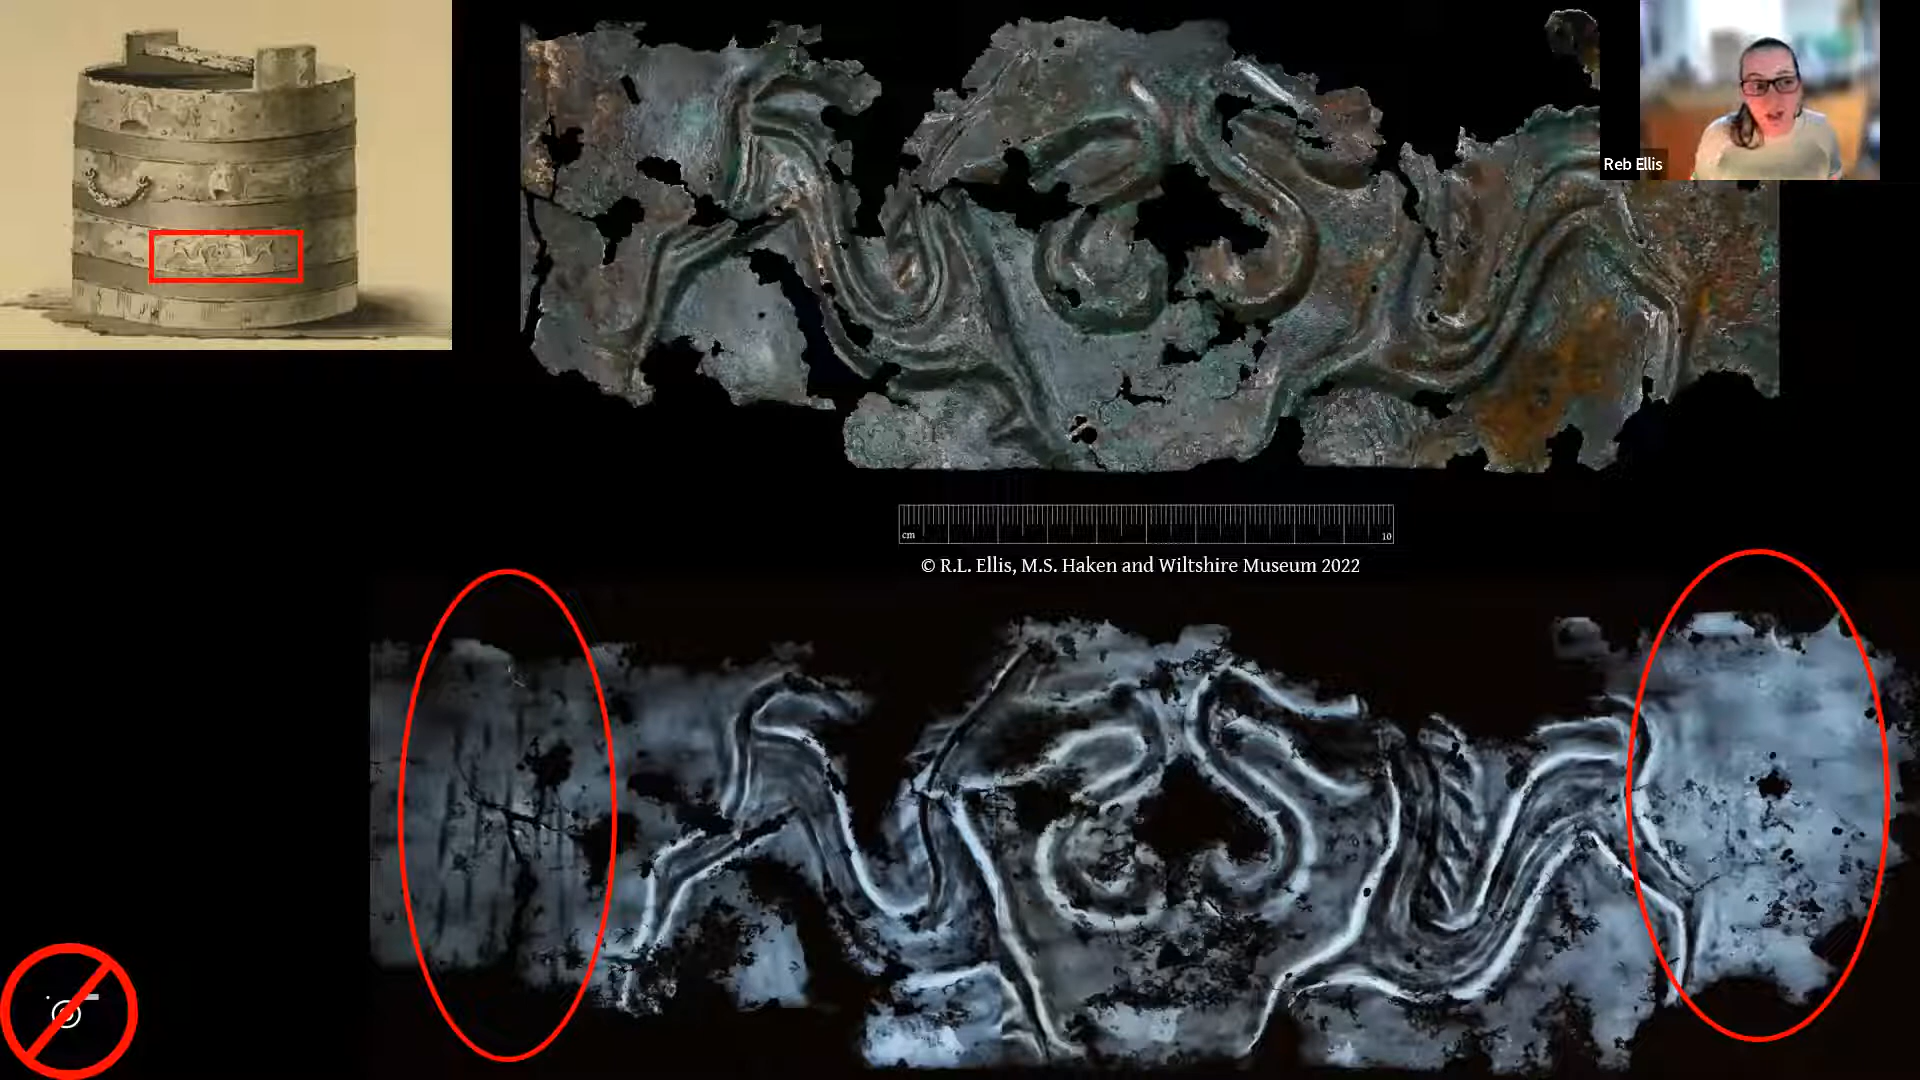 Reb Ellis
cm 10
© R.L. Ellis, M.S. Haken and Wiltshire Museum 2022